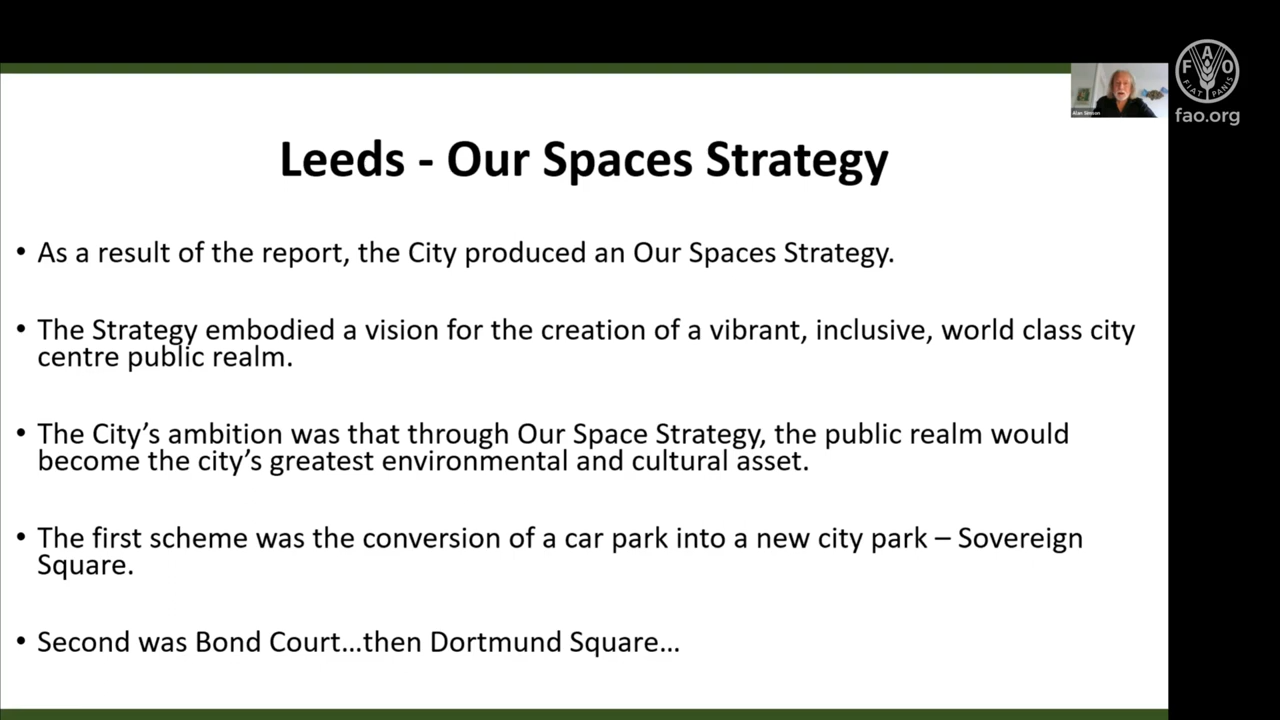 Leeds - Our Spaces Strategy
• As a result of the report, the City produced an Our Spaces Strategy.
• The Strategy embodied a vision for the creation of a vibrant, inclusive, world class city
centre public realm.
• The City’s ambition was that through Our Space Strategy, the public realm would
become the city’s greatest environmental and cultural asset.
• The first scheme was the conversion of a car park into a new city park – Sovereign
Square.
• Second was Bond Court…then Dortmund Square…
Alan Simson
F A O
FIAT PANIS
fao.org